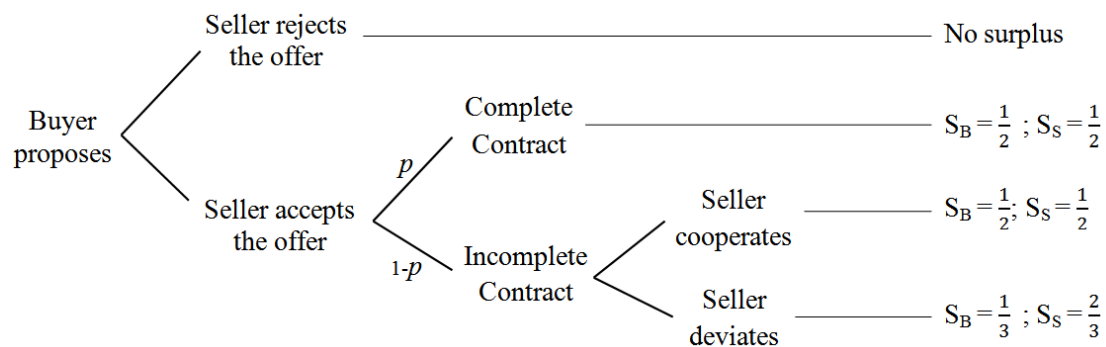 Seller rejects
the offer
No surplus
Buyer
proposes
Complete
Contract
S_B = 1/2 ; S_S = 1/2
p
Seller accepts
the offer
Seller
cooperates
S_B = 1/2; S_S = 1/2
1-p
Incomplete
Contract
Seller
deviates
S_B = 1/3 ; S_S = 2/3